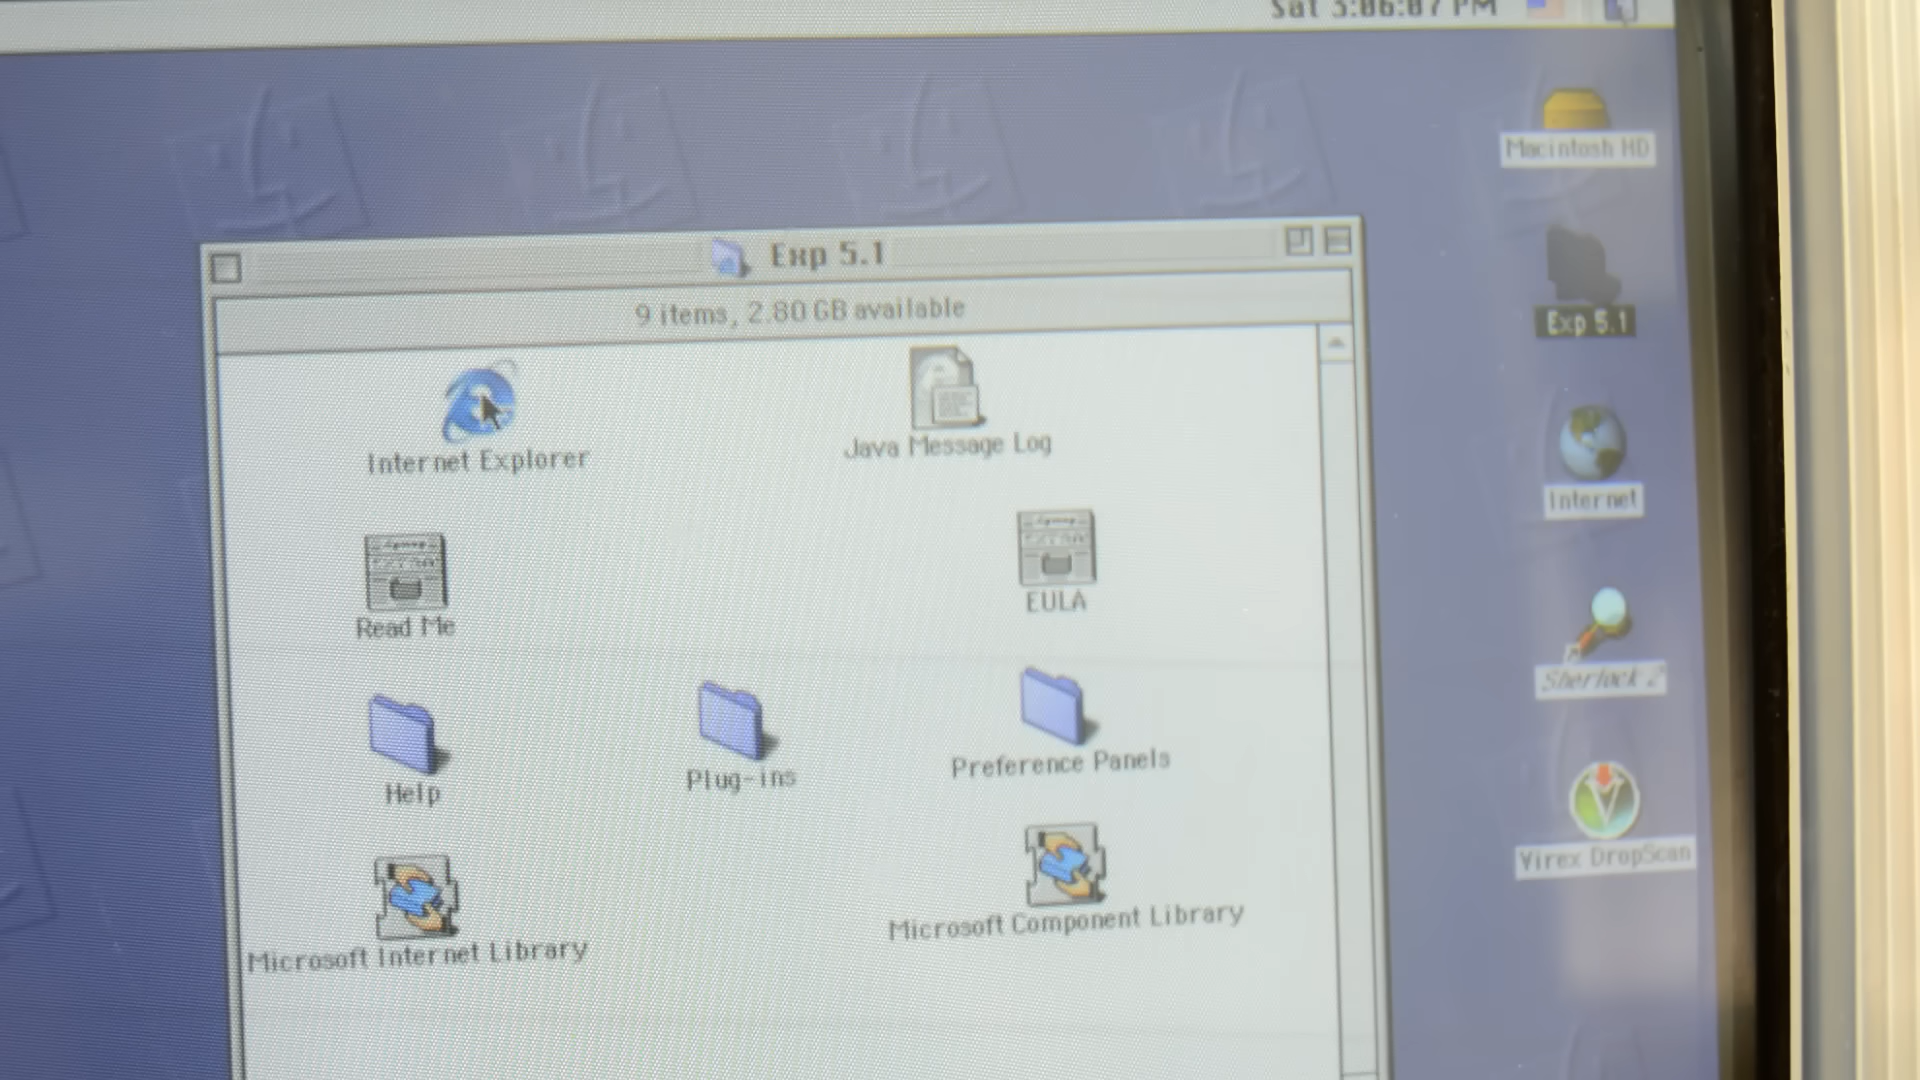 Sat 3:06:07 PM
Macintosh HD
Exp 5.1
9 items, 2.80 GB available
Exp 5.1
Internet Explorer
Java Message Log
Internet
Read Me
EULA
Sherlock 2
Help
Plug-ins
Preference Panels
Virex DropScan
Microsoft Internet Library
Microsoft Component Library